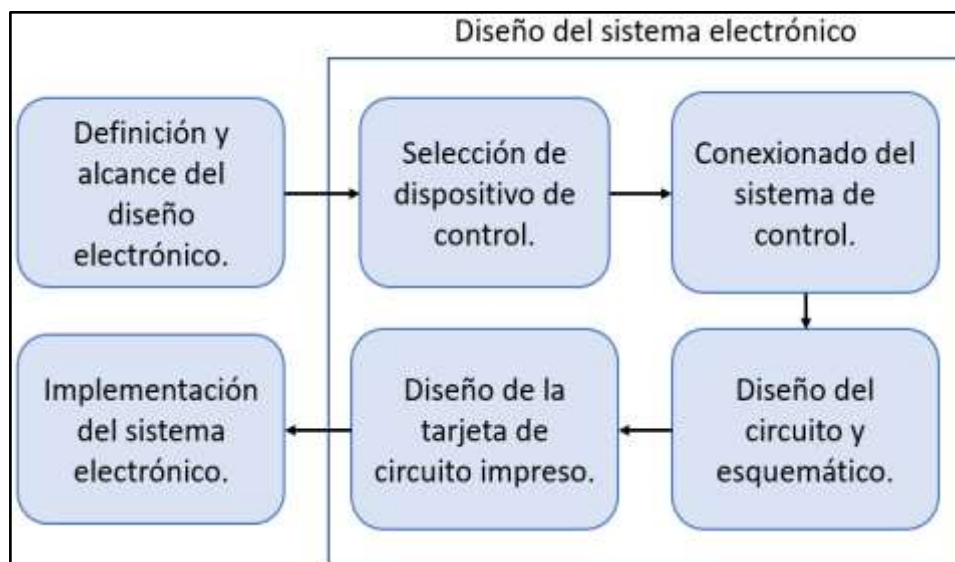 Diseño del sistema electrónico
Definición y
alcance del
diseño
electrónico.
Selección de
dispositivo de
control.
Conexionado del
sistema de
control.
Diseño del
circuito y
esquemático.
Diseño de la
tarjeta de
circuito impreso.
Implementación
del sistema
electrónico.